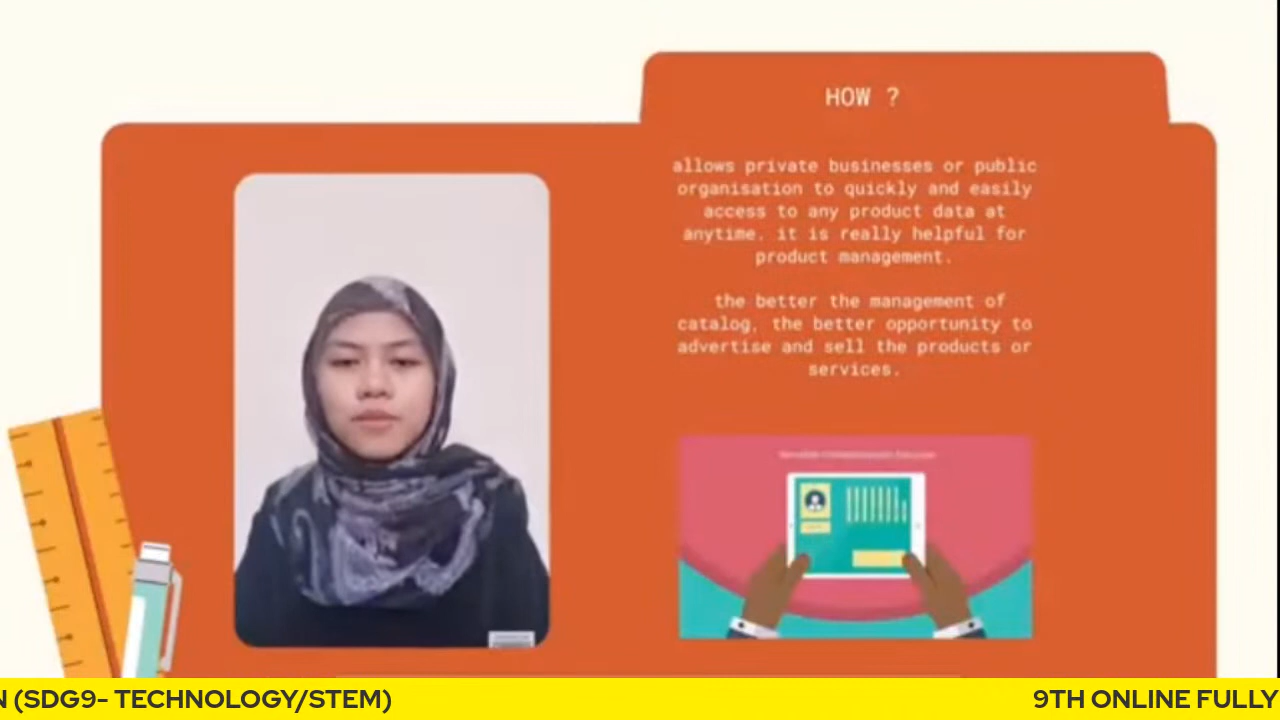 HOW ?
allows private businesses or public
organisation to quickly and easily
access to any product data at
anytime. it is really helpful for
product management.
the better the management of
catalog, the better opportunity to
advertise and sell the products or
services.
N (SDG9- TECHNOLOGY/STEM)
9TH ONLINE FULLY